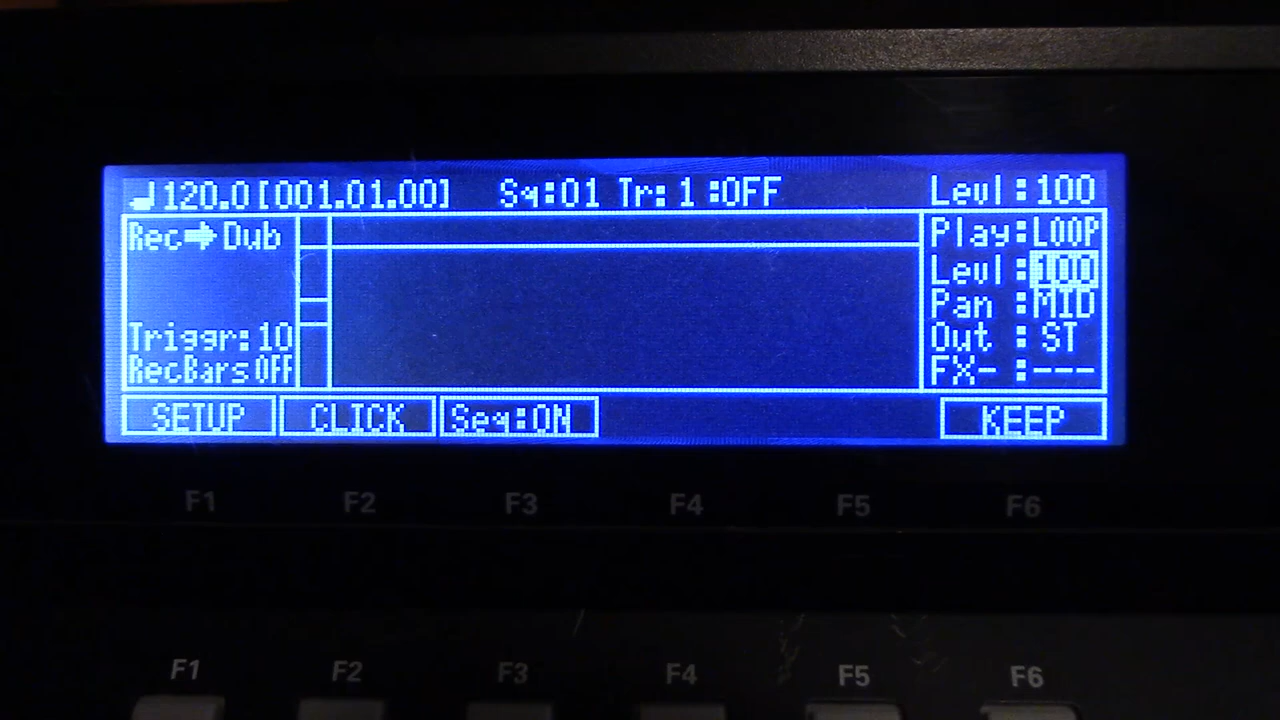 ♩120.0[001.01.00] Sq:01 Tr: 1 :OFF Levl:100
Rec➡Dub Play:LOOP
Levl:100
Pan :MID
Triggr:10 Out : ST
RecBars OFF FX- :---
SETUP CLICK Seq:ON KEEP
F1 F2 F3 F4 F5 F6
F1 F2 F3 F4 F5 F6